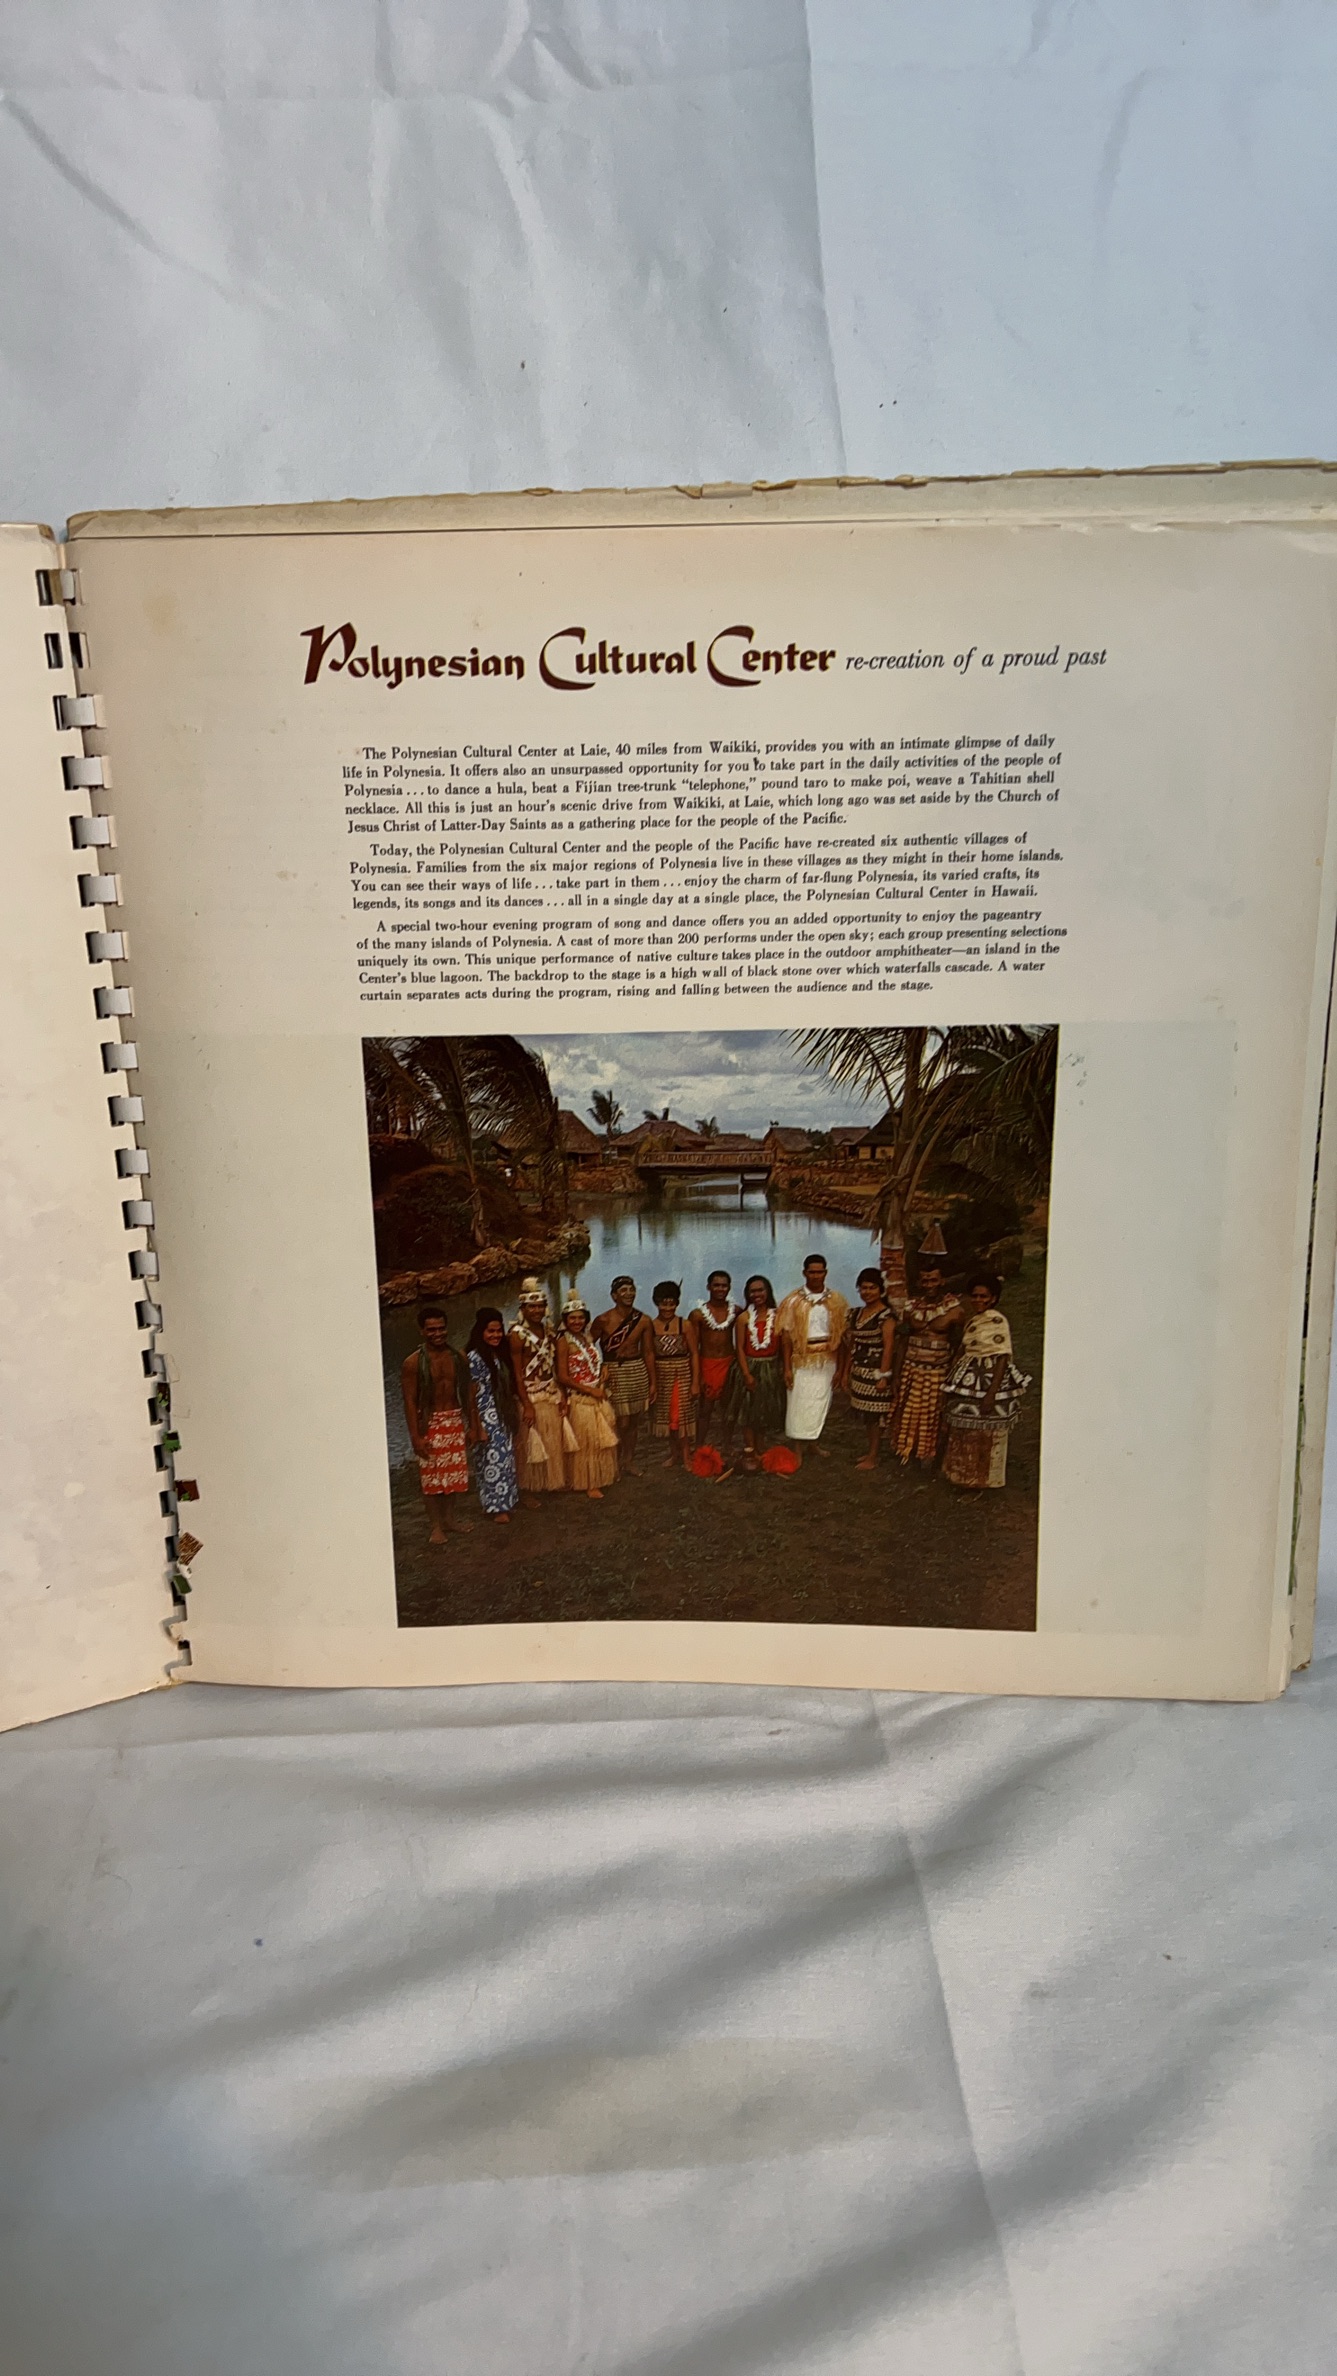 Polynesian Cultural Center re-creation of a proud past
The Polynesian Cultural Center at Laie, 40 miles from Waikiki, provides you with an intimate glimpse of daily
life in Polynesia. It offers also an unsurpassed opportunity for you to take part in the daily activities of the people of
Polynesia . . . to dance a hula, beat a Fijian tree-trunk “telephone,” pound taro to make poi, weave a Tahitian shell
necklace. All this is just an hour’s scenic drive from Waikiki, at Laie, which long ago was set aside by the Church of
Jesus Christ of Latter-Day Saints as a gathering place for the people of the Pacific.
Today, the Polynesian Cultural Center and the people of the Pacific have re-created six authentic villages of
Polynesia. Families from the six major regions of Polynesia live in these villages as they might in their home islands.
You can see their ways of life . . . take part in them . . . enjoy the charm of far-flung Polynesia, its varied crafts, its
legends, its songs and its dances . . . all in a single day at a single place, the Polynesian Cultural Center in Hawaii.
A special two-hour evening program of song and dance offers you an added opportunity to enjoy the pageantry
of the many islands of Polynesia. A cast of more than 200 performs under the open sky; each group presenting selections
uniquely its own. This unique performance of native culture takes place in the outdoor amphitheater—an island in the
Center’s blue lagoon. The backdrop to the stage is a high wall of black stone over which waterfalls cascade. A water
curtain separates acts during the program, rising and falling between the audience and the stage.